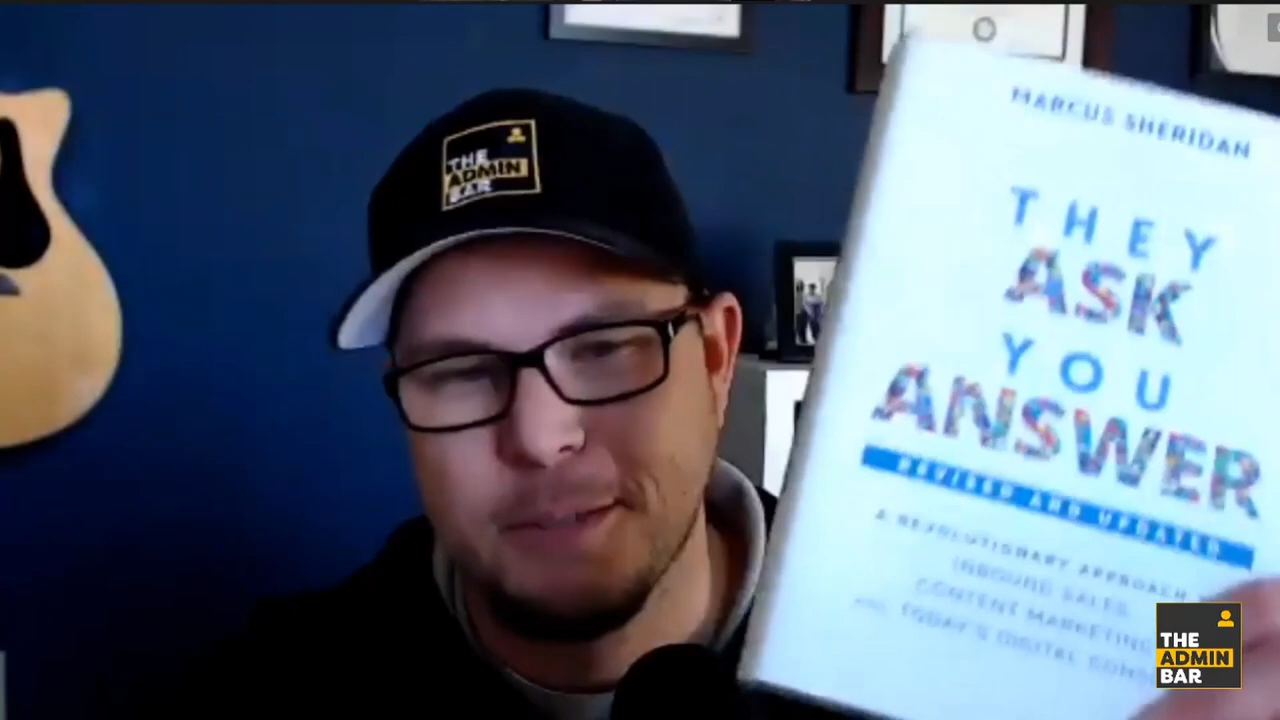 THE
ADMIN
BAR
MARCUS SHERIDAN
THEY
ASK
YOU
ANSWER
REVISED AND UPDATED
A REVOLUTIONARY APPROACH
INBOUND SALES,
CONTENT MARKETING,
TODAY'S DIGITAL
THE
ADMIN
BAR